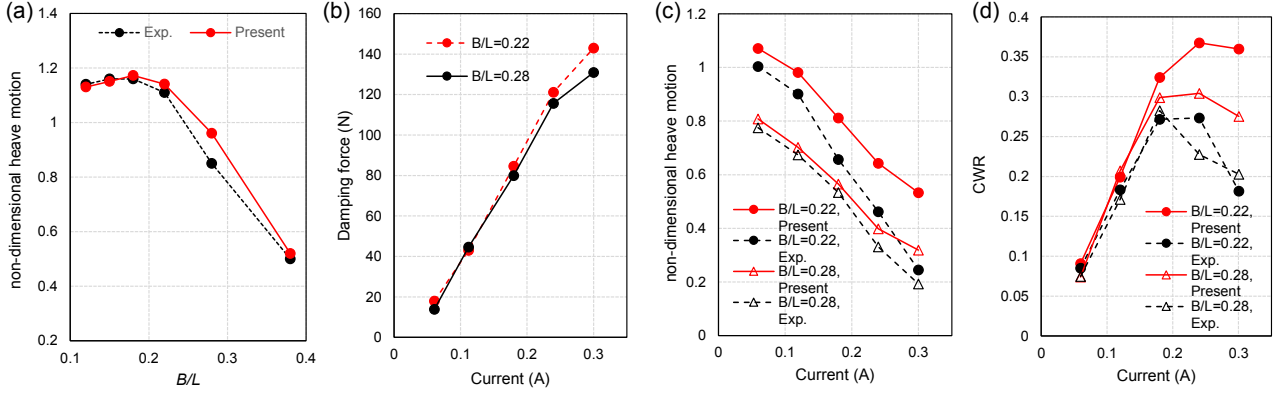 (a)
Exp.
Present
non-dimensional heave motion
1.4
1.2
1
0.8
0.6
0.4
0.2
0.1
0.2
0.3
0.4
B/L
(b)
B/L=0.22
B/L=0.28
Damping force (N)
160
140
120
100
80
60
40
20
0
0
0.1
0.2
0.3
Current (A)
(c)
non-dimensional heave motion
1.2
1
0.8
0.6
0.4
0.2
0
B/L=0.22,
Present
B/L=0.22,
Exp.
B/L=0.28,
Present
B/L=0.28,
Exp.
0
0.1
0.2
0.3
Current (A)
(d)
CWR
0.4
0.35
0.3
0.25
0.2
0.15
0.1
0.05
0
B/L=0.22,
Present
B/L=0.22,
Exp.
B/L=0.28,
Present
B/L=0.28,
Exp.
0
0.1
0.2
0.3
Current (A)